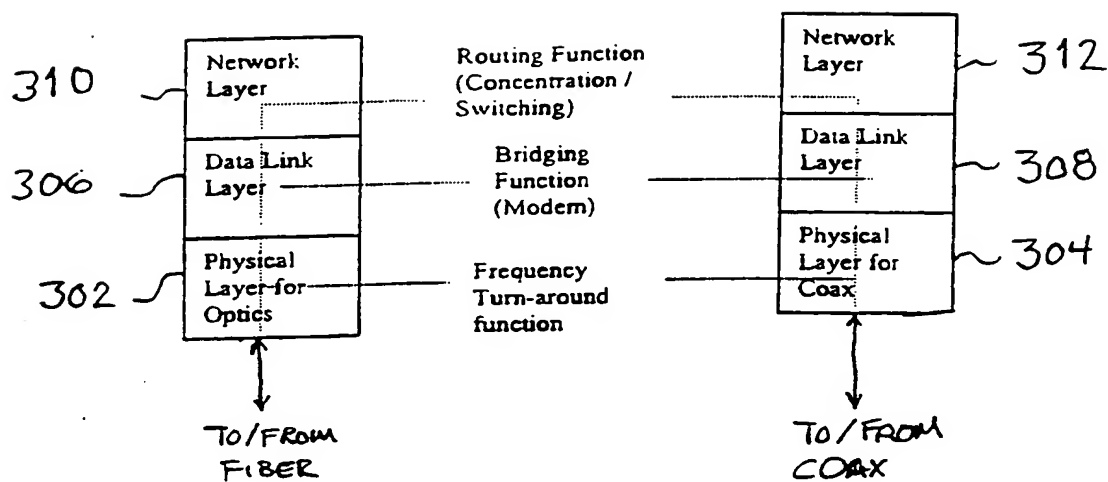 310
Network
Layer
306
Data Link
Layer
302
Physical
Layer for
Optics
TO/FROM
FIBER
Routing Function
(Concentration /
Switching)
Bridging
Function
(Modem)
Frequency
Turn-around
function
Network
Layer
312
Data Link
Layer
308
Physical
Layer for
Coax
304
TO/FROM
COAX